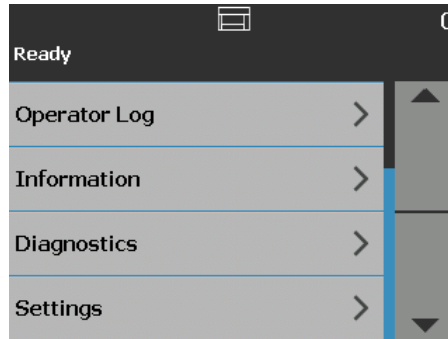 Ready
Operator Log
Information
Diagnostics
Settings